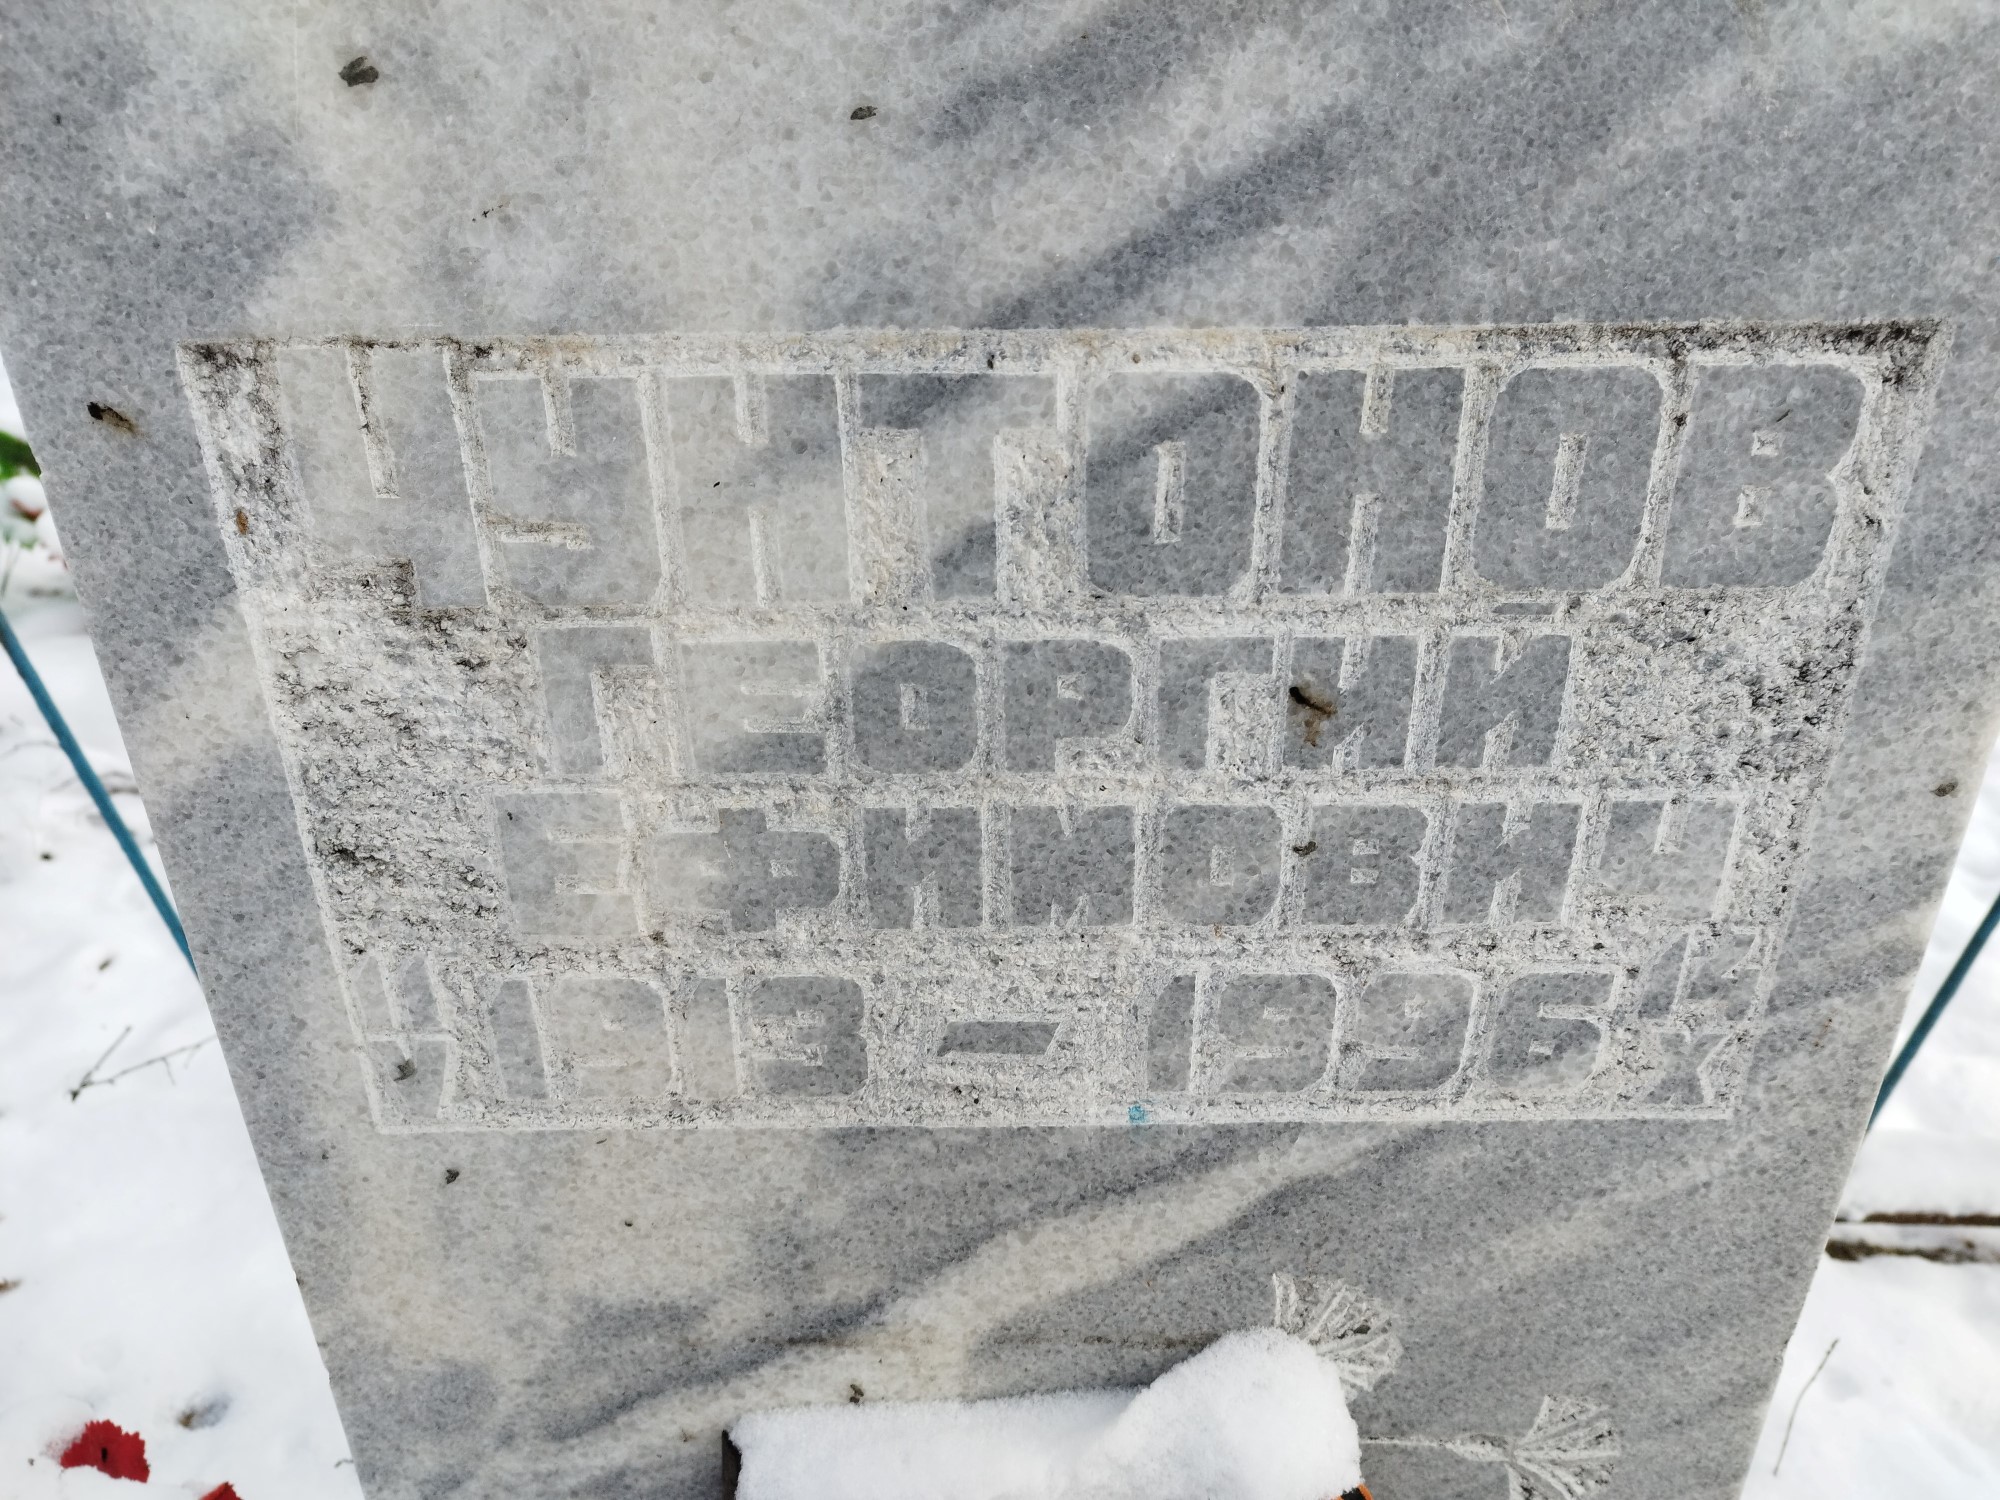 ЧУНТОНОВ
ГЕОРГИЙ
ЕФИМОВИЧ
1913 — 1996